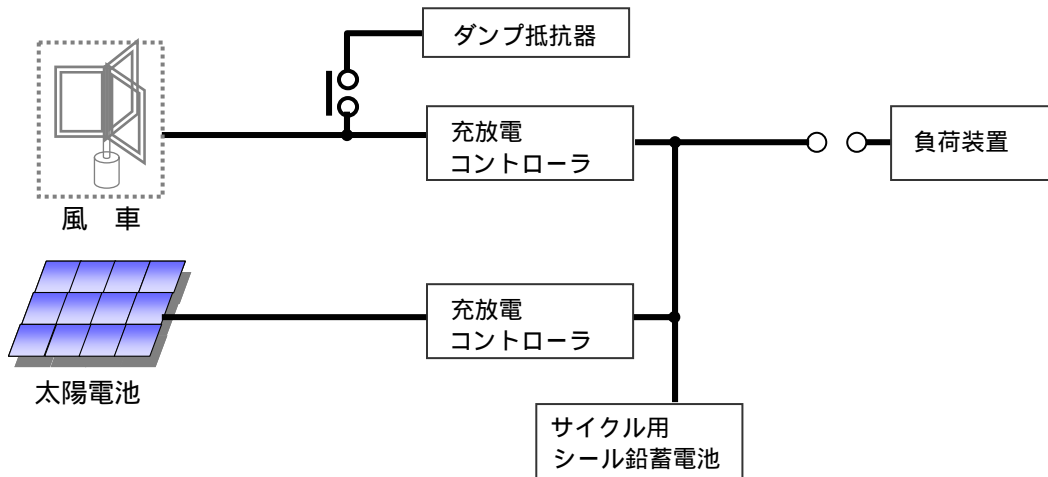 ダンプ抵抗器
充放電
コントローラ
負荷装置
風　車
充放電
コントローラ
太陽電池
サイクル用
シール鉛蓄電池